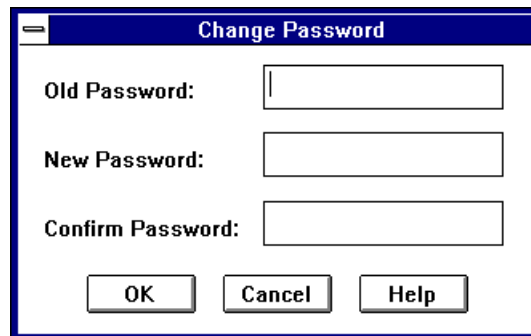 Change Password
Old Password:
New Password:
Confirm Password:
OK Cancel Help